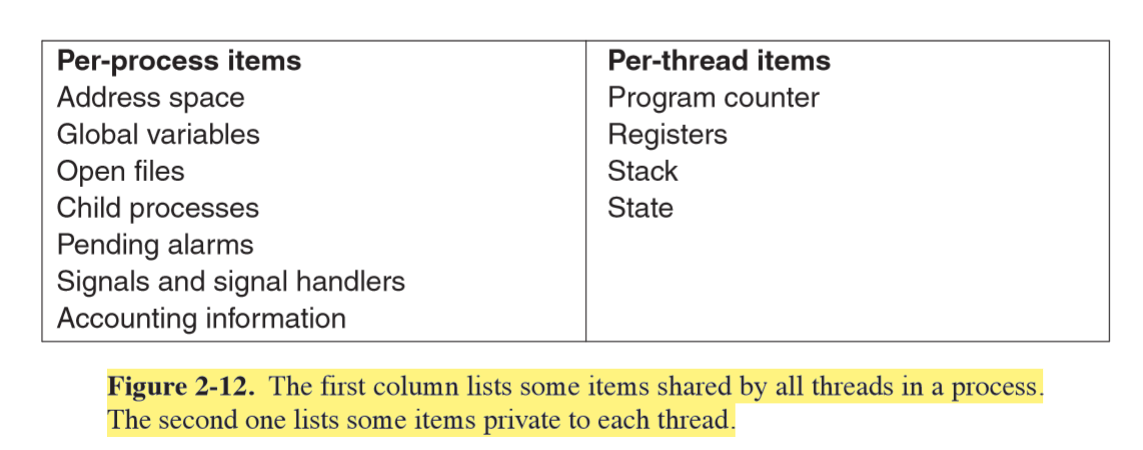 Per-process items
Address space
Global variables
Open files
Child processes
Pending alarms
Signals and signal handlers
Accounting information
Per-thread items
Program counter
Registers
Stack
State
Figure 2-12. The first column lists some items shared by all threads in a process.
The second one lists some items private to each thread.